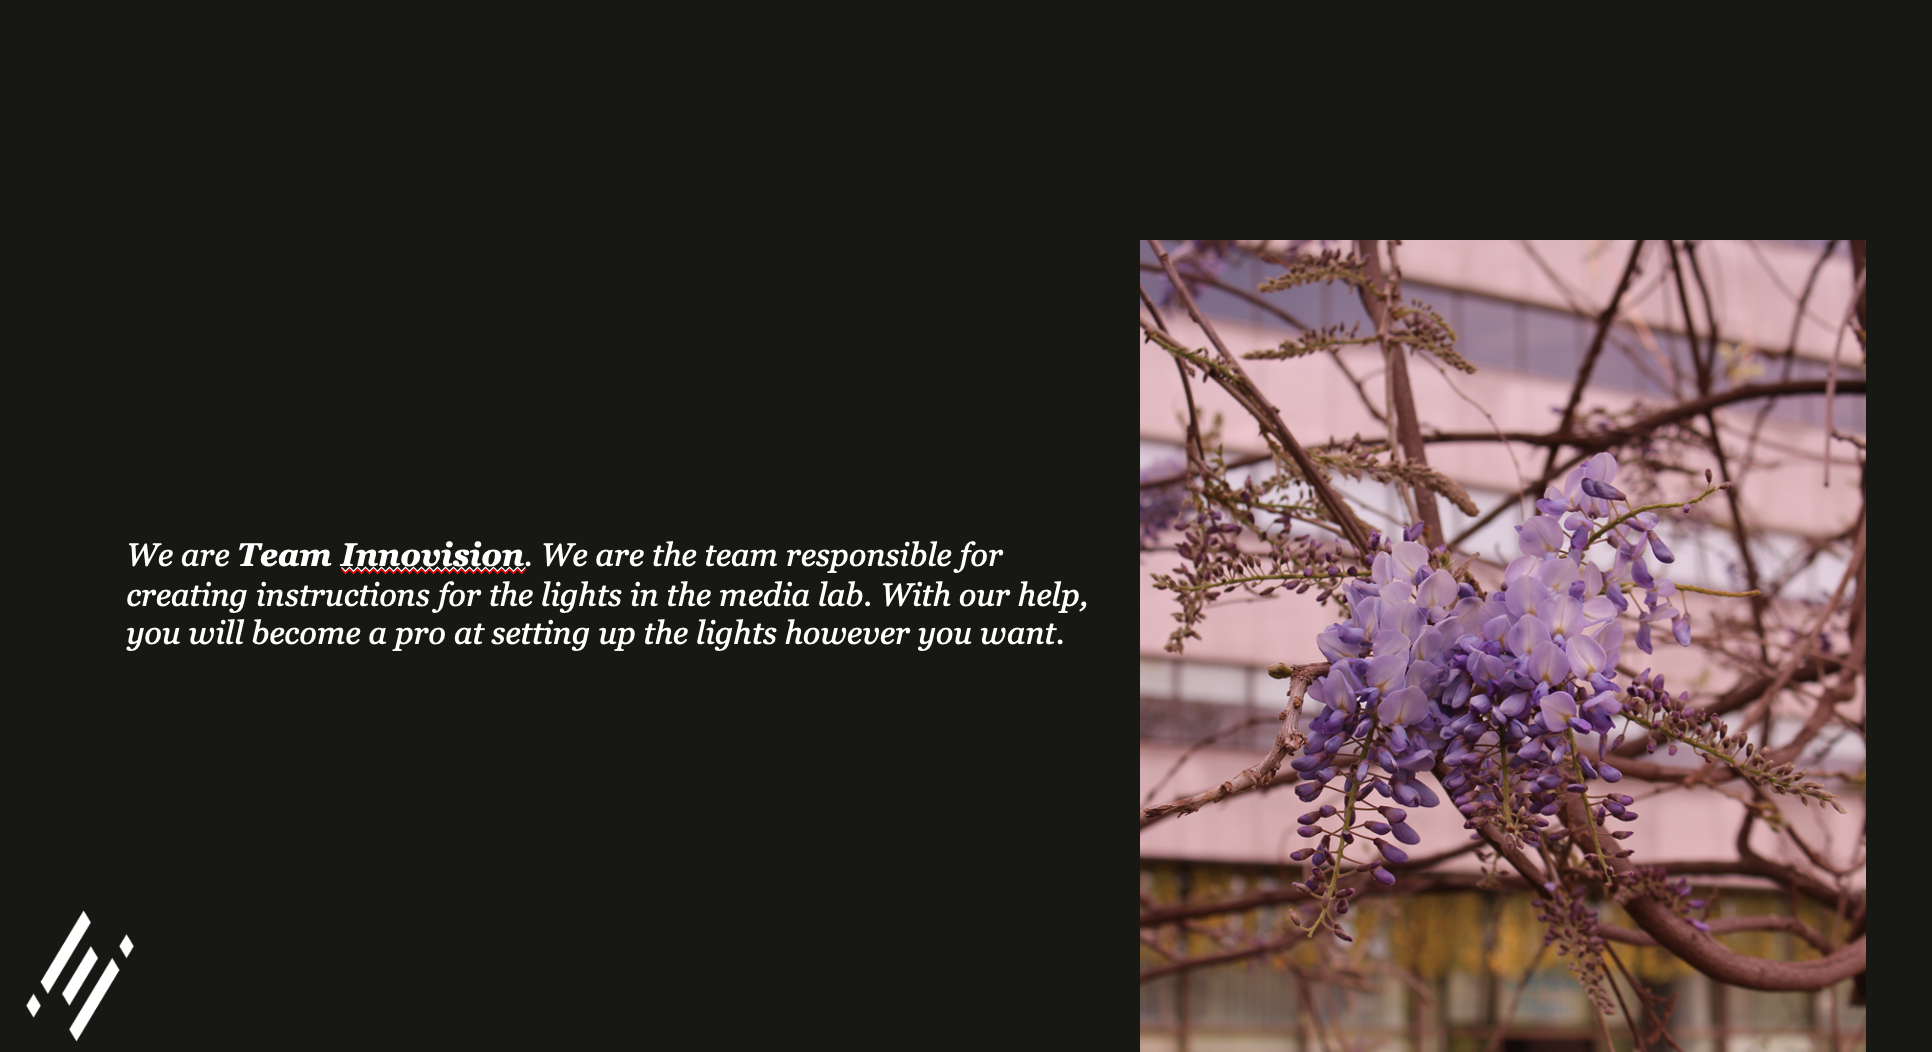 We are Team Innovision. We are the team responsible for
creating instructions for the lights in the media lab. With our help,
you will become a pro at setting up the lights however you want.